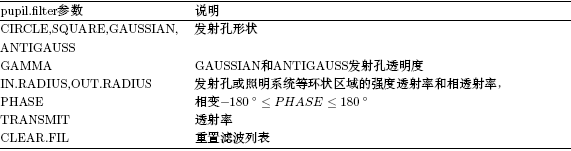 pupil.filter参数 说明
CIRCLE,SQUARE,GAUSSIAN, 发射孔形状
ANTIGAUSS
GAMMA GAUSSIAN和ANTIGAUSS发射孔透明度
IN.RADIUS,OUT.RADIUS 发射孔或照明系统等环状区域的强度透射率和相透射率，
PHASE 相变−180 ° ≤ PHASE ≤ 180 °
TRANSMIT 透射率
CLEAR.FIL 重置滤波列表